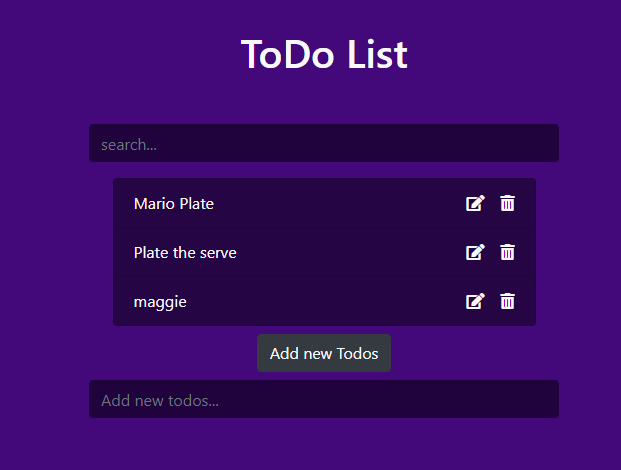 ToDo List
search...
Mario Plate
Plate the serve
maggie
Add new Todos
Add new todos...